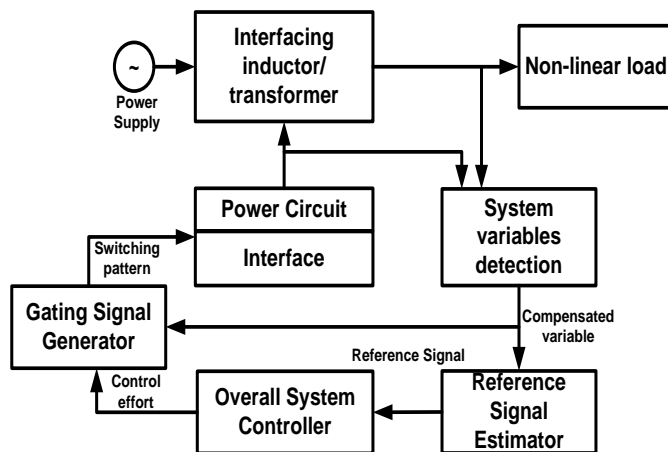 Interfacing
inductor/
transformer
Non-linear load
~
Power
Supply
Power Circuit
Interface
System
variables
detection
Switching
pattern
Gating Signal
Generator
Compensated
variable
Reference Signal
Control
effort
Overall System
Controller
Reference
Signal
Estimator